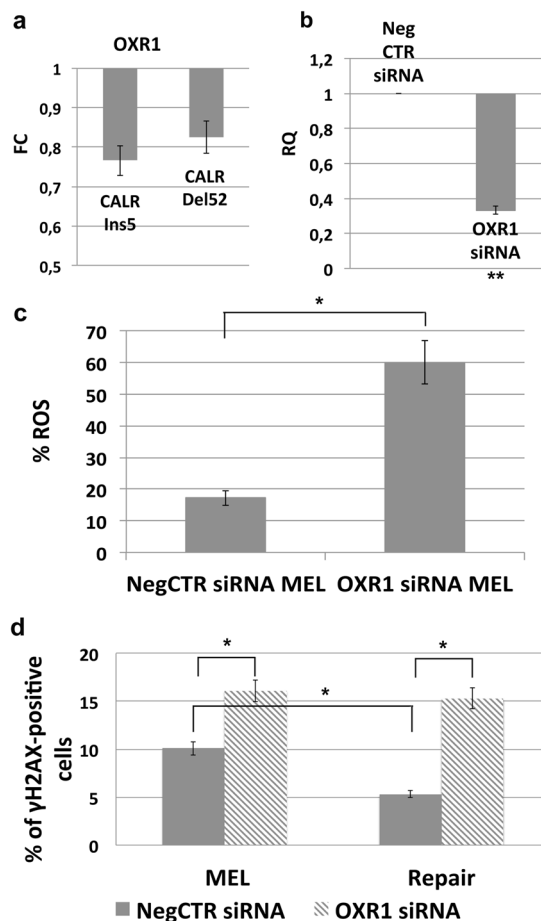 a
OXR1
1
0,9
0,8
0,7
0,6
0,5
FC
CALR
Ins5
CALR
Del52
b
Neg
CTR
siRNA
1,2
1
0,8
0,6
0,4
0,2
0
RQ
OXR1
siRNA
**
c
*
70
60
50
40
30
20
10
0
% ROS
NegCTR siRNA MEL
OXR1 siRNA MEL
d
20
15
10
5
0
% of γH2AX-positive
cells
*
*
*
MEL
Repair
NegCTR siRNA
OXR1 siRNA